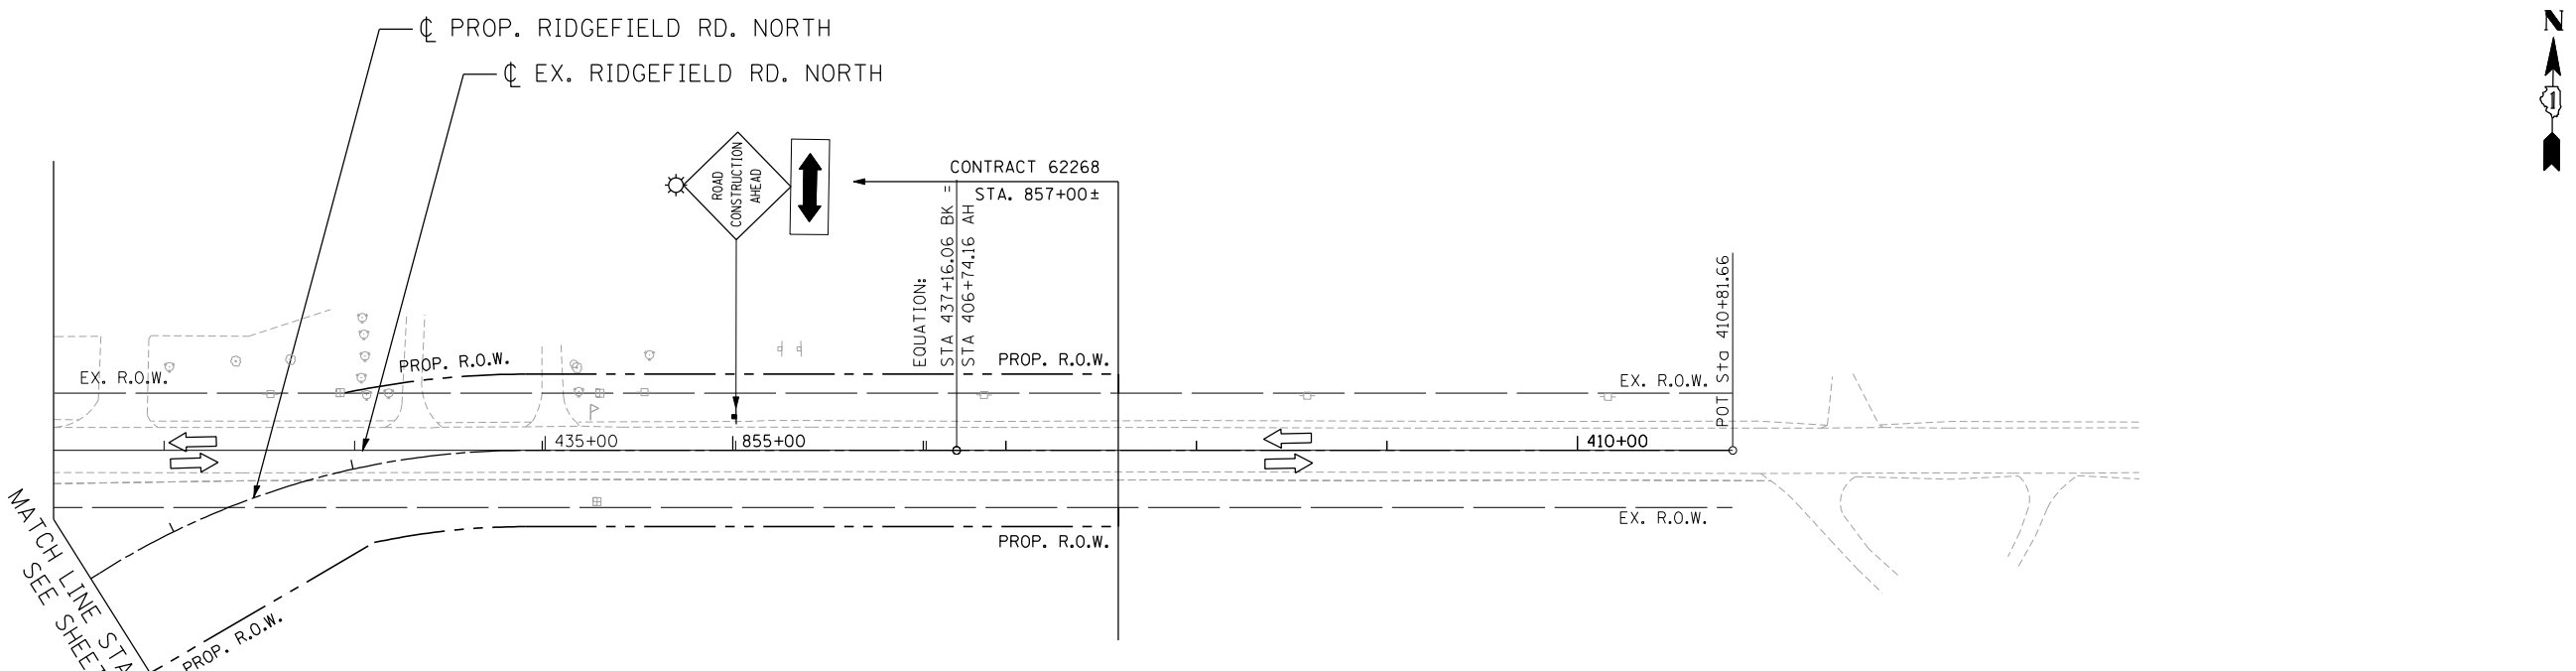 ℄ PROP. RIDGEFIELD RD. NORTH
℄ EX. RIDGEFIELD RD. NORTH
N
1
ROAD
CONSTRUCTION
AHEAD
CONTRACT 62268
STA. 857+00±
EQUATION:
STA 437+16.06 BK =
STA 406+74.16 AH
POT Sta 410+81.66
EX. R.O.W.
PROP. R.O.W.
PROP. R.O.W.
EX. R.O.W.
435+00
855+00
410+00
EX. R.O.W.
PROP. R.O.W.
PROP. R.O.W.
MATCH LINE STA
SEE SHEET